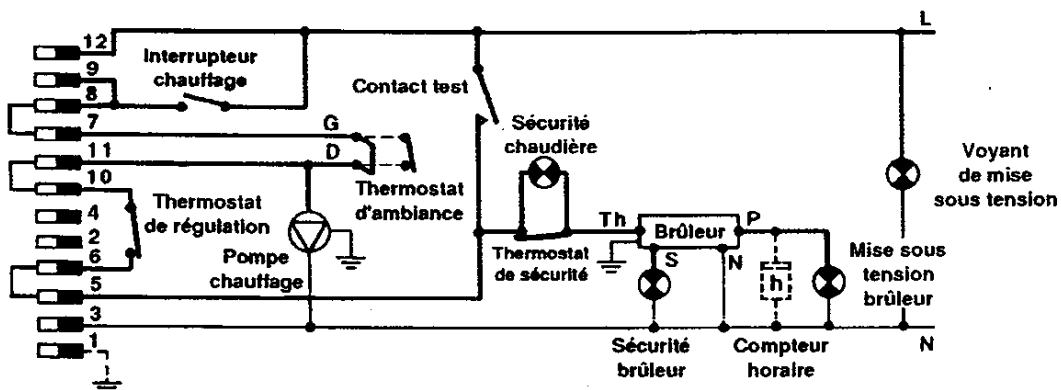 L
12
Interrupteur
chauffage
9
8
Contact test
7
G
D
11
10
Thermostat
d'ambiance
Thermostat
de régulation
Sécurité
chaudière
Voyant
de mise
sous tension
4
2
6
5
3
1
Pompe
chauffage
Th
Brûleur
P
S
N
Thermostat
de sécurité
h
Mise sous
tension
brûleur
N
Sécurité
brûleur
Compteur
horaire